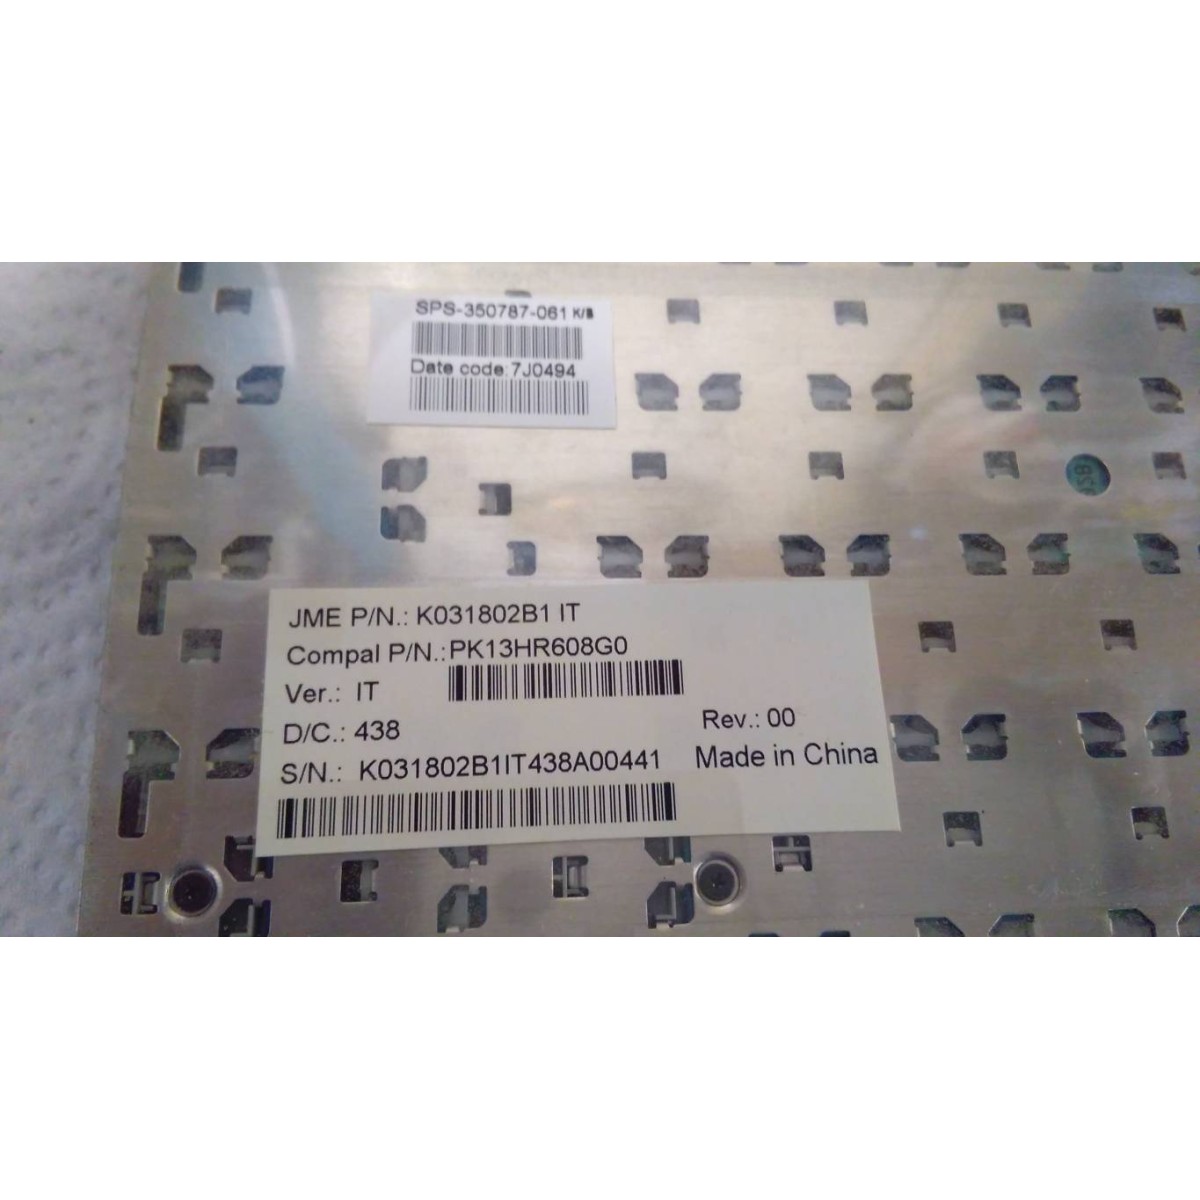 SPS-350787-061 K/B
Date code:7J0494
JME P/N.: K031802B1 IT
Compal P/N.:PK13HR608G0
Ver.: IT
D/C.: 438
Rev.: 00
S/N.: K031802B1IT438A00441
Made in China